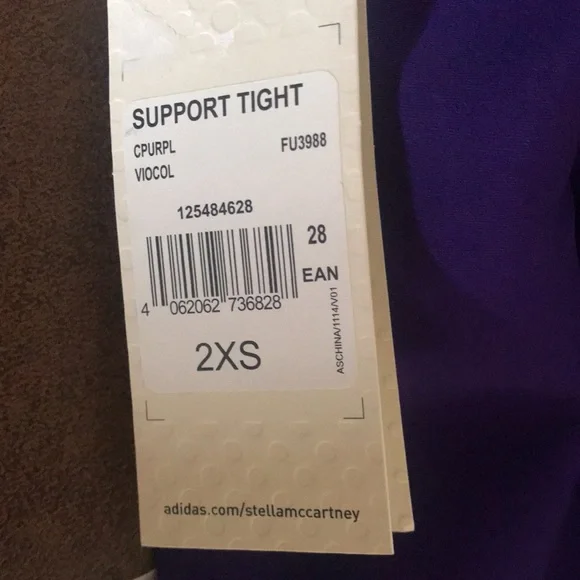 SUPPORT TIGHT
CPURPL FU3988
VIOCOL
125484628
28
EAN
4 062062 736828
ASCHINA/1114/V01
2XS
adidas.com/stellamccartney